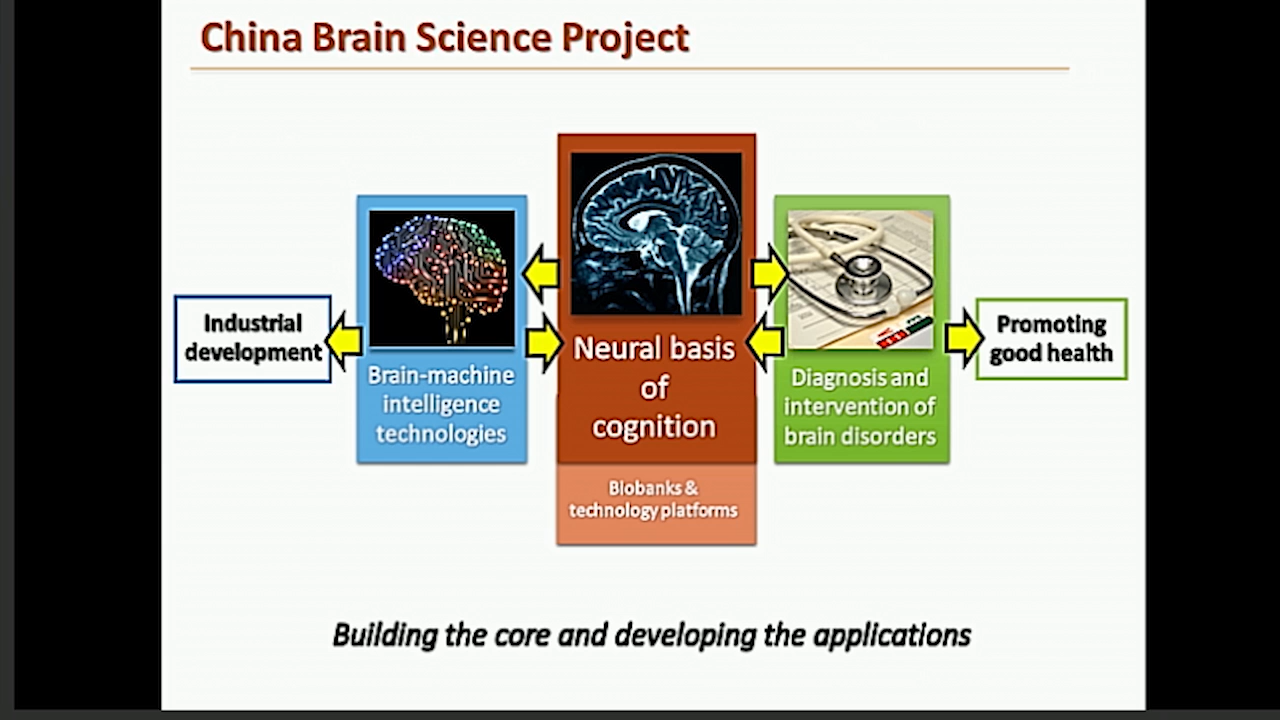 China Brain Science Project
Industrial
development
Brain-machine
intelligence
technologies
Neural basis
of
cognition
Biobanks &
technology platforms
Diagnosis and
intervention of
brain disorders
Promoting
good health
Building the core and developing the applications